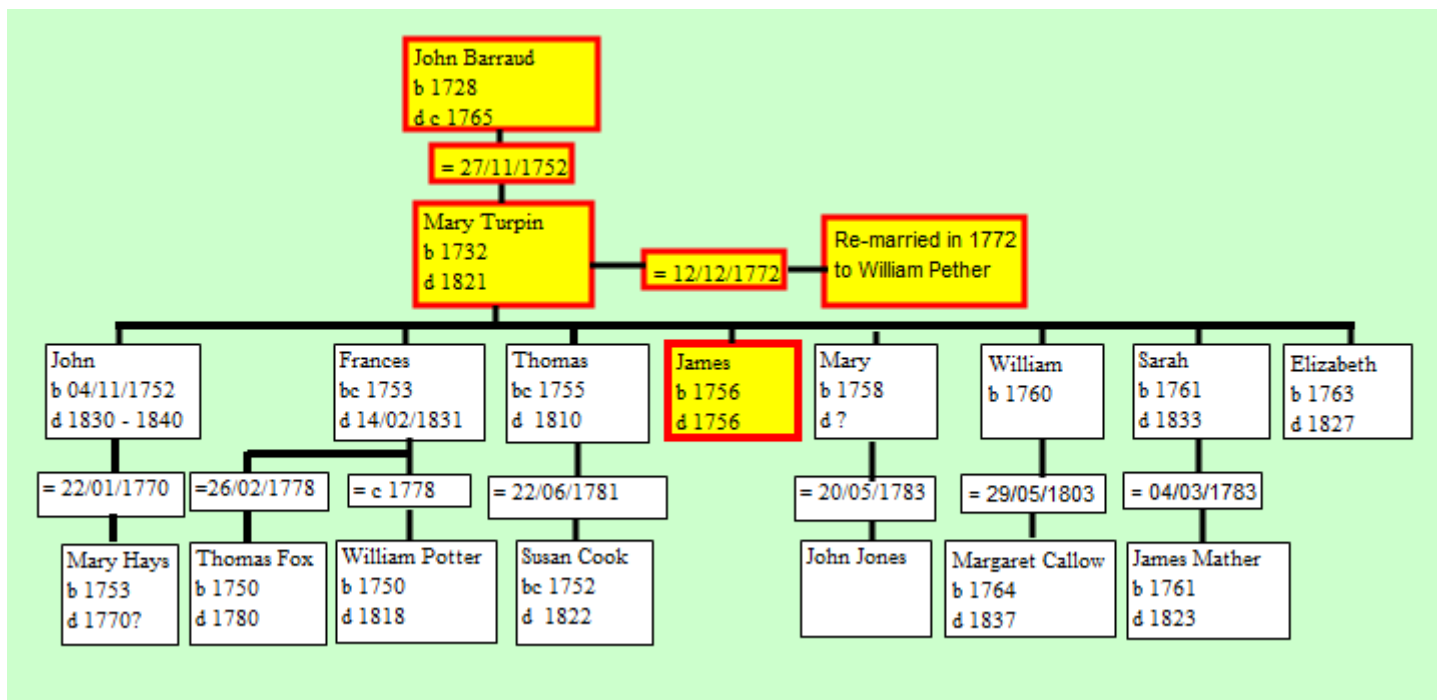 John Barraud
b 1728
d c 1765
= 27/11/1752
Mary Turpin
b 1732
d 1821
= 12/12/1772
Re-married in 1772
to William Pether
John
b 04/11/1752
d 1830 - 1840
Frances
bc 1753
d 14/02/1831
Thomas
bc 1755
d 1810
James
b 1756
d 1756
Mary
b 1758
d ?
William
b 1760
Sarah
b 1761
d 1833
Elizabeth
b 1763
d 1827
= 22/01/1770
=26/02/1778
= c 1778
= 22/06/1781
= 20/05/1783
= 29/05/1803
= 04/03/1783
Mary Hays
b 1753
d 1770?
Thomas Fox
b 1750
d 1780
William Potter
b 1750
d 1818
Susan Cook
bc 1752
d 1822
John Jones
Margaret Callow
b 1764
d 1837
James Mather
b 1761
d 1823